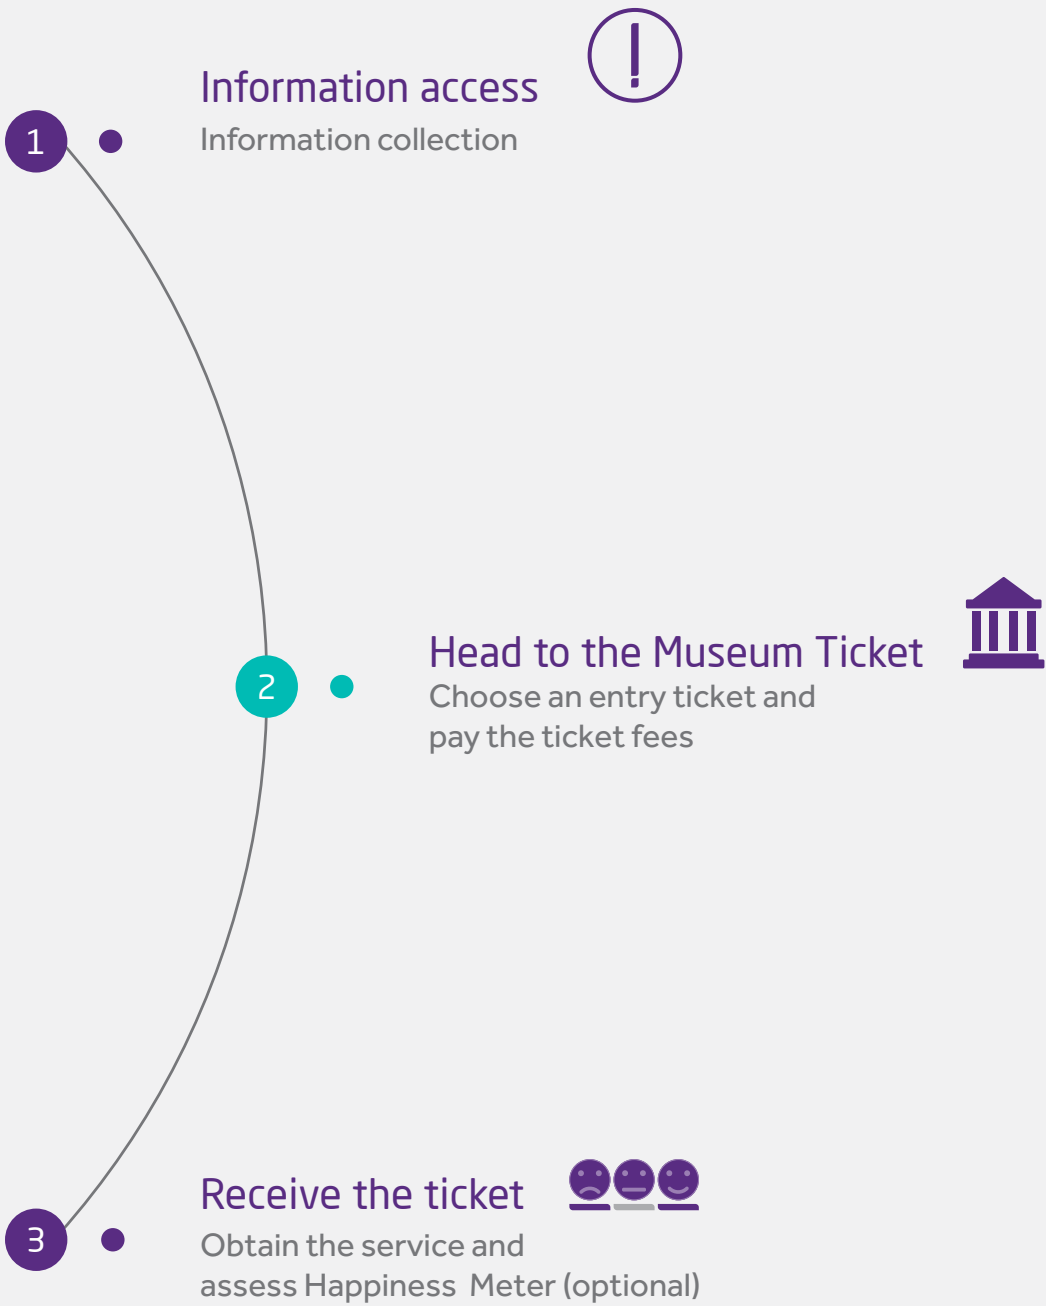 Information access
1
Information collection
Head to the Museum Ticket
2
Choose an entry ticket and
pay the ticket fees
Receive the ticket
3
Obtain the service and
assess Happiness Meter (optional)